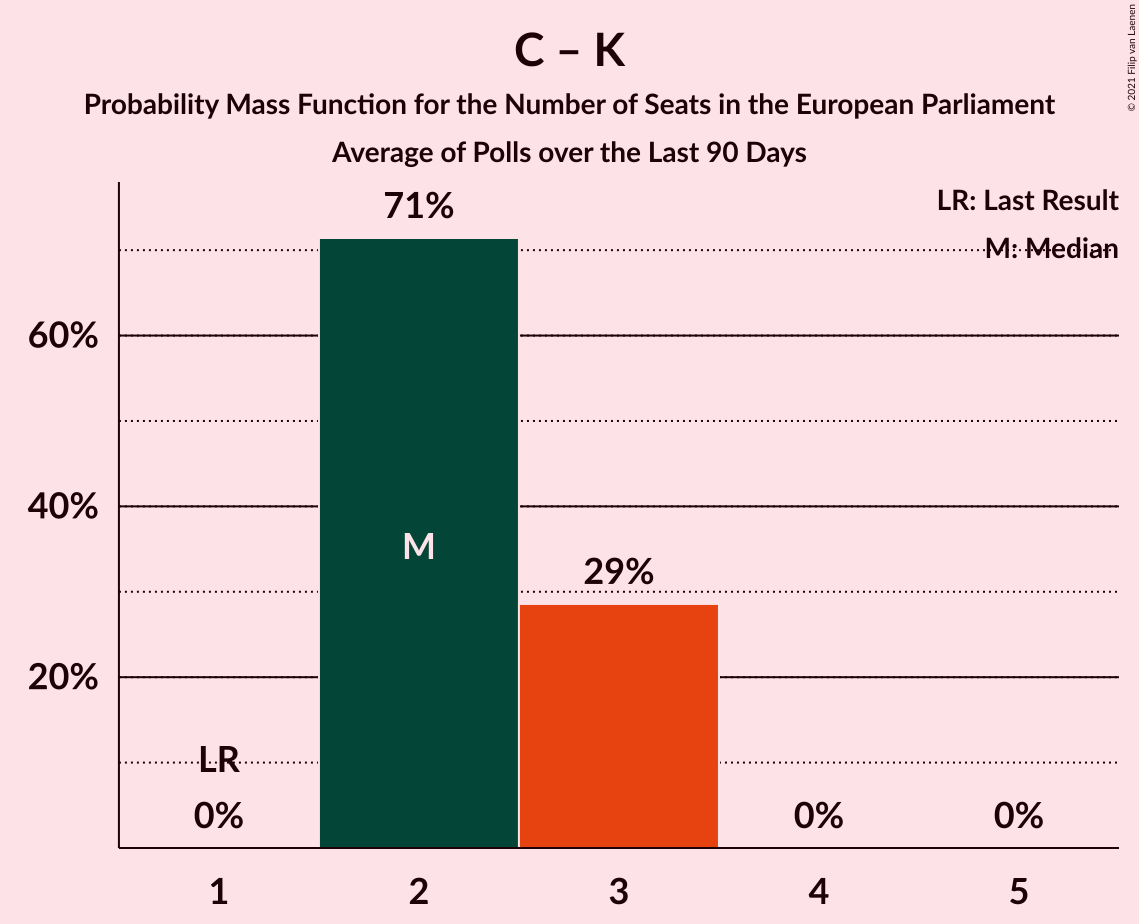 C – K
Probability Mass Function for the Number of Seats in the European Parliament
Average of Polls over the Last 90 Days
© 2021 Filip van Laenen
LR: Last Result
M: Median
71%
60%
40%
M
29%
20%
LR
0%
0%
0%
1
2
3
4
5